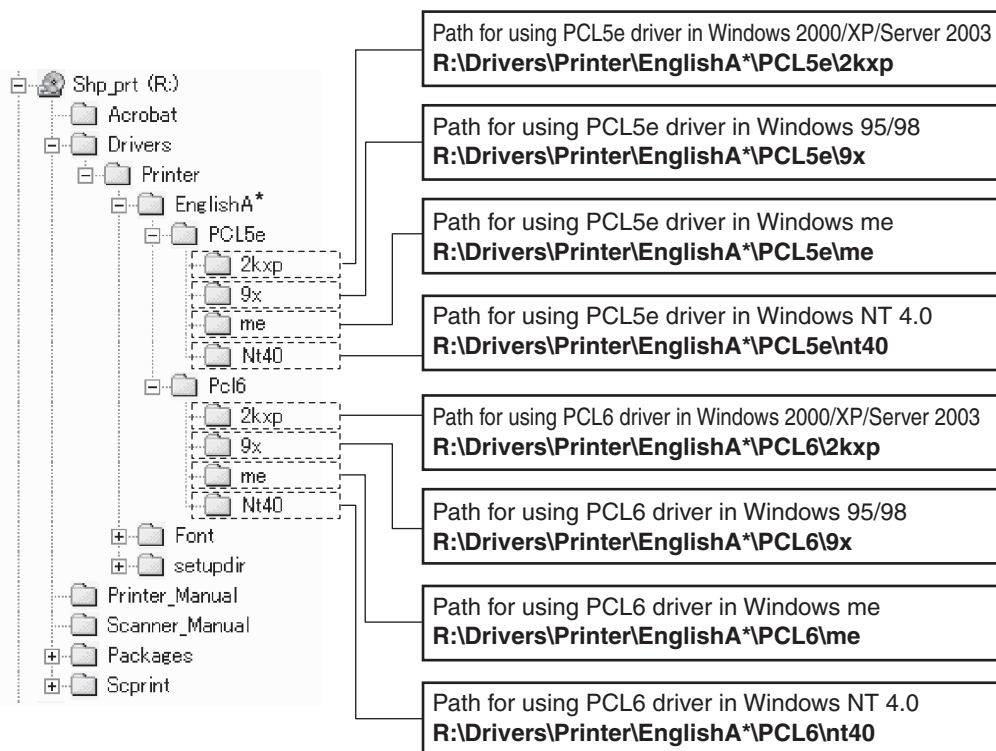 Shp_prt (R:)
Acrobat
Drivers
Printer
EnglishA*
PCL5e
2kxp
9x
me
Nt40
Pcl6
2kxp
9x
me
Nt40
Font
setupdir
Printer_Manual
Scanner_Manual
Packages
Scprint
Path for using PCL5e driver in Windows 2000/XP/Server 2003
R:\Drivers\Printer\EnglishA*\PCL5e\2kxp
Path for using PCL5e driver in Windows 95/98
R:\Drivers\Printer\EnglishA*\PCL5e\9x
Path for using PCL5e driver in Windows me
R:\Drivers\Printer\EnglishA*\PCL5e\me
Path for using PCL5e driver in Windows NT 4.0
R:\Drivers\Printer\EnglishA*\PCL5e\nt40
Path for using PCL6 driver in Windows 2000/XP/Server 2003
R:\Drivers\Printer\EnglishA*\PCL6\2kxp
Path for using PCL6 driver in Windows 95/98
R:\Drivers\Printer\EnglishA*\PCL6\9x
Path for using PCL6 driver in Windows me
R:\Drivers\Printer\EnglishA*\PCL6\me
Path for using PCL6 driver in Windows NT 4.0
R:\Drivers\Printer\EnglishA*\PCL6\nt40